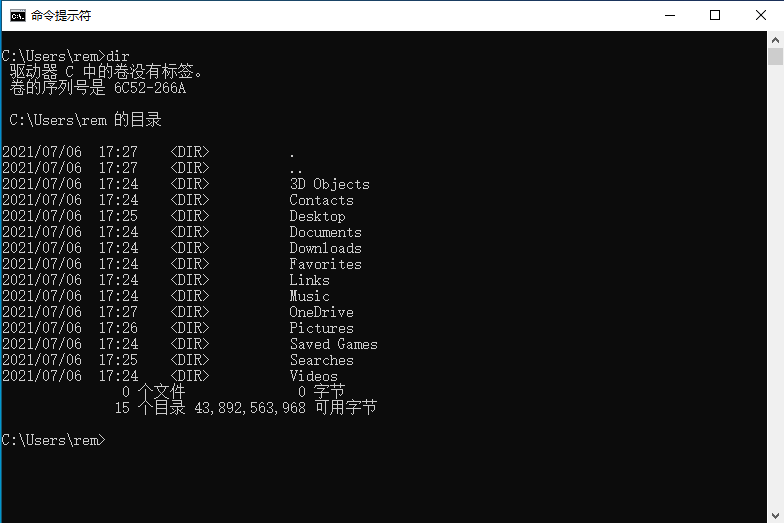 命令提示符
C:\Users\rem>dir
驱动器 C 中的卷没有标签。
卷的序列号是 6C52-266A
C:\Users\rem 的目录
2021/07/06  17:27    <DIR>          .
2021/07/06  17:27    <DIR>          ..
2021/07/06  17:24    <DIR>          3D Objects
2021/07/06  17:24    <DIR>          Contacts
2021/07/06  17:25    <DIR>          Desktop
2021/07/06  17:24    <DIR>          Documents
2021/07/06  17:24    <DIR>          Downloads
2021/07/06  17:24    <DIR>          Favorites
2021/07/06  17:24    <DIR>          Links
2021/07/06  17:24    <DIR>          Music
2021/07/06  17:27    <DIR>          OneDrive
2021/07/06  17:26    <DIR>          Pictures
2021/07/06  17:24    <DIR>          Saved Games
2021/07/06  17:25    <DIR>          Searches
2021/07/06  17:24    <DIR>          Videos
0 个文件              0 字节
15 个目录 43,892,563,968 可用字节
C:\Users\rem>